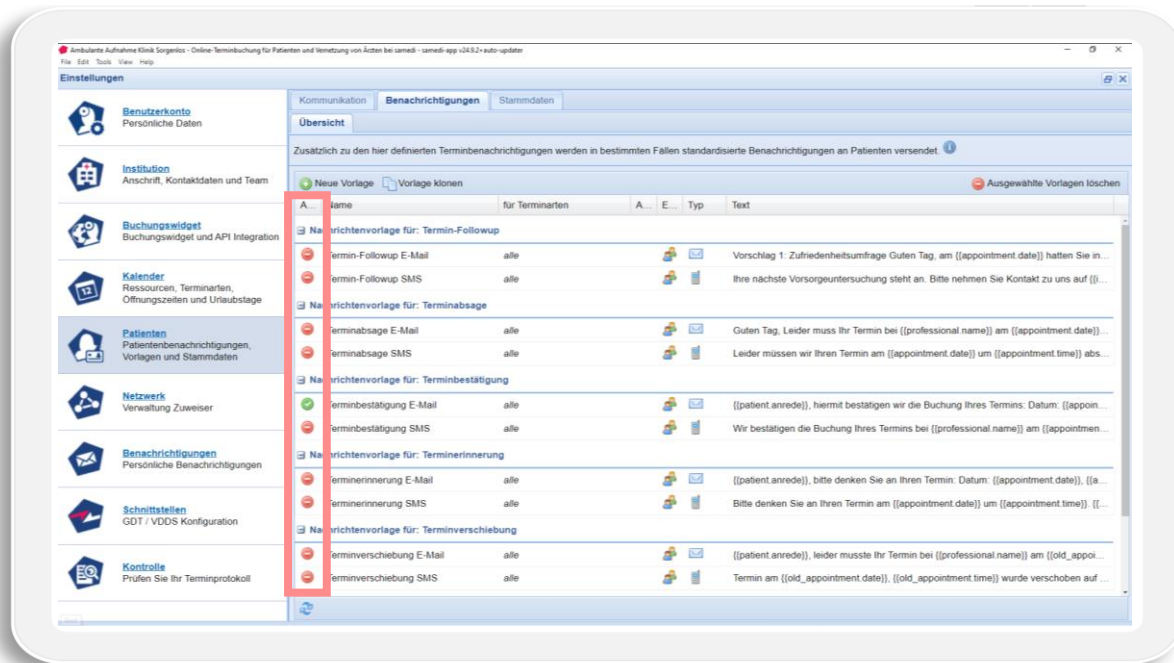 Ambulante Aufnahme Klinik Sorgenlos - Online-Terminbuchung für Patienten und Vernetzung von Ärzten bei samedi - samedi-app v24.9.2+auto-updater
File Edit Tools View Help
Einstellungen
Benutzerkonto
Persönliche Daten
Institution
Anschrift, Kontaktdaten und Team
Buchungswidget
Buchungswidget und API Integration
Kalender
Ressourcen, Terminarten,
Öffnungszeiten und Urlaubstage
Patienten
Patientenbenachrichtigungen,
Vorlagen und Stammdaten
Netzwerk
Verwaltung Zuweiser
Benachrichtigungen
Persönliche Benachrichtigungen
Schnittstellen
GDT / VDDS Konfiguration
Kontrolle
Prüfen Sie Ihr Terminprotokoll
Kommunikation Benachrichtigungen Stammdaten
Übersicht
Zusätzlich zu den hier definierten Terminbenachrichtigungen werden in bestimmten Fällen standardisierte Benachrichtigungen an Patienten versendet.
Neue Vorlage Vorlage klonen Ausgewählte Vorlagen löschen
A... Name für Terminarten A... E... Typ Text
Nachrichtenvorlage für: Termin-Followup
Termin-Followup E-Mail alle Vorschlag 1: Zufriedenheitsumfrage Guten Tag, am {{appointment.date}} hatten Sie in...
Termin-Followup SMS alle Ihre nächste Vorsorgeuntersuchung steht an. Bitte nehmen Sie Kontakt zu uns auf {{i...
Nachrichtenvorlage für: Terminabsage
Terminabsage E-Mail alle Guten Tag, Leider muss Ihr Termin bei {{professional.name}} am {{appointment.date}}...
Terminabsage SMS alle Leider müssen wir Ihren Termin am {{appointment.date}} um {{appointment.time}} abs...
Nachrichtenvorlage für: Terminbestätigung
Terminbestätigung E-Mail alle {{patient.anrede}}, hiermit bestätigen wir die Buchung Ihres Termins: Datum: {{appoin...
Terminbestätigung SMS alle Wir bestätigen die Buchung Ihres Termins bei {{professional.name}} am {{appointmen...
Nachrichtenvorlage für: Terminerinnerung
Terminerinnerung E-Mail alle {{patient.anrede}}, bitte denken Sie an Ihren Termin: Datum: {{appointment.date}}, {{a...
Terminerinnerung SMS alle Bitte denken Sie an Ihren Termin am {{appointment.date}} um {{appointment.time}}. {{...
Nachrichtenvorlage für: Terminverschiebung
Terminverschiebung E-Mail alle {{patient.anrede}}, leider musste Ihr Termin bei {{professional.name}} am {{old_appoi...
Terminverschiebung SMS alle Termin am {{old_appointment.date}}, {{old_appointment.time}} wurde verschoben auf ...